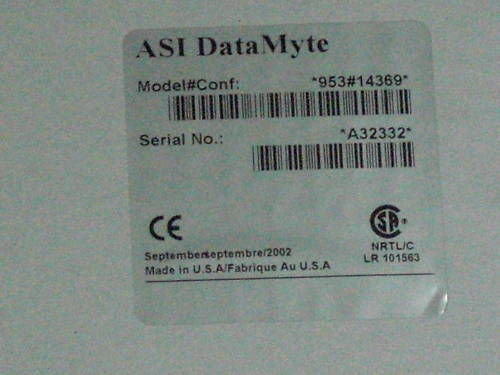 ASI DataMyte
Model#Conf: *953#14369*
Serial No.: *A32332*
CE
SA
NRTL/C
LR 101563
September/septembre/2002
Made in U.S.A/Fabrique Au U.S.A